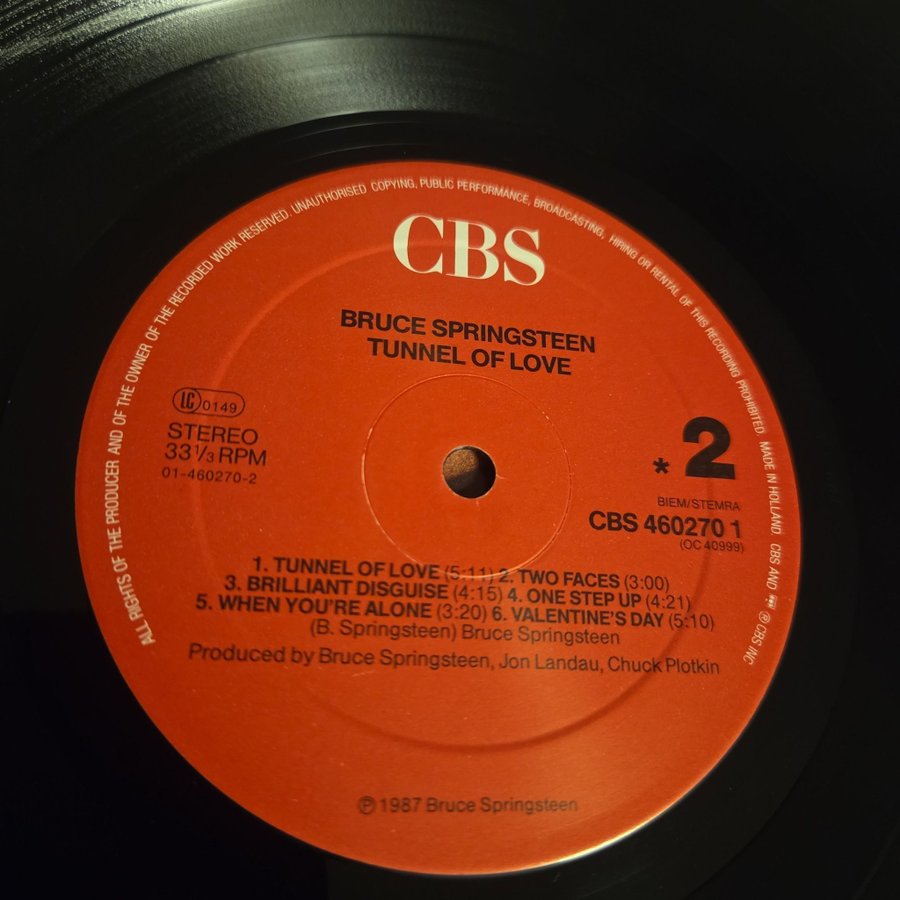 ALL RIGHTS OF THE PRODUCER AND OF THE OWNER OF THE RECORDED WORK RESERVED. UNAUTHORISED COPYING, PUBLIC PERFORMANCE, BROADCASTING, HIRING OR RENTAL OF THIS RECORDING PROHIBITED. MADE IN HOLLAND CBS AND ℗ CBS INC
CBS
BRUCE SPRINGSTEEN
TUNNEL OF LOVE
LC 0149
STEREO
33 1/3 RPM
01-460270-2
* 2
BIEM/STEMRA
CBS 460270 1
(OC 40999)
1. TUNNEL OF LOVE (5:11) 2. TWO FACES (3:00)
3. BRILLIANT DISGUISE (4:15) 4. ONE STEP UP (4:21)
5. WHEN YOU'RE ALONE (3:20) 6. VALENTINE'S DAY (5:10)
(B. Springsteen) Bruce Springsteen
Produced by Bruce Springsteen, Jon Landau, Chuck Plotkin
℗ 1987 Bruce Springsteen